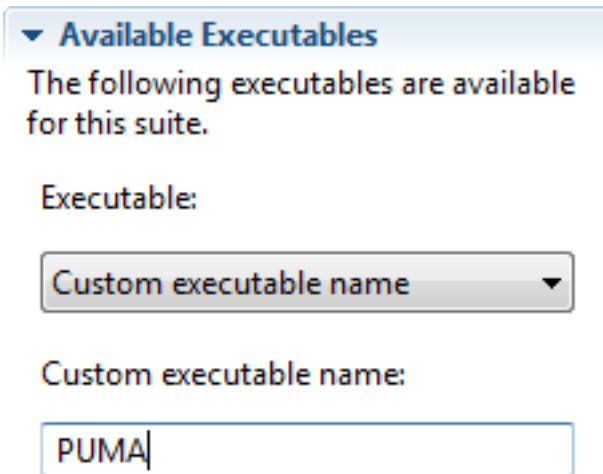 Available Executables
The following executables are available
for this suite.
Executable:
Custom executable name
Custom executable name:
PUMA